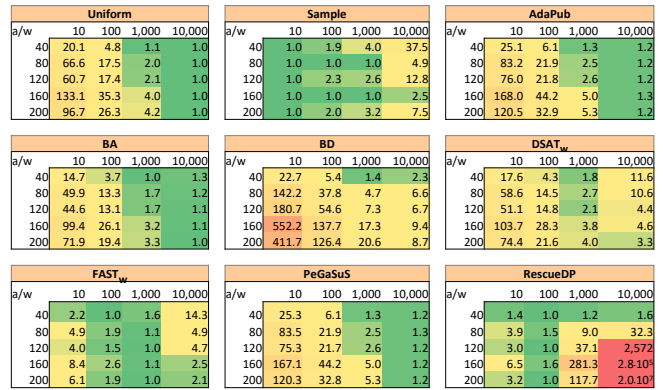 Uniform
a/w 10 100 1,000 10,000
40 20.1 4.8 1.1 1.0
80 66.6 17.5 2.0 1.0
120 60.7 17.4 2.1 1.0
160 133.1 35.3 4.0 1.0
200 96.7 26.3 4.2 1.0
Sample
a/w 10 100 1,000 10,000
40 1.0 1.9 4.0 37.5
80 1.0 1.0 1.0 4.9
120 1.0 2.3 2.6 12.8
160 1.0 1.0 1.0 2.5
200 1.0 2.0 3.2 7.5
AdaPub
a/w 10 100 1,000 10,000
40 25.1 6.1 1.3 1.2
80 83.2 21.9 2.5 1.2
120 76.0 21.8 2.6 1.2
160 168.0 44.2 5.0 1.3
200 120.5 32.9 5.3 1.2
BA
a/w 10 100 1,000 10,000
40 14.7 3.7 1.0 1.3
80 49.9 13.3 1.7 1.2
120 44.6 13.1 1.7 1.1
160 99.4 26.1 3.2 1.1
200 71.9 19.4 3.3 1.0
BD
a/w 10 100 1,000 10,000
40 22.7 5.4 1.4 2.3
80 142.2 37.8 4.7 6.6
120 180.7 54.6 7.3 6.7
160 552.2 137.7 17.3 9.4
200 411.7 126.4 20.6 8.7
DSAT_w
a/w 10 100 1,000 10,000
40 17.6 4.3 1.8 11.6
80 58.6 14.5 2.7 10.6
120 51.1 14.8 2.1 4.4
160 103.7 28.3 3.8 4.6
200 74.4 21.6 4.0 3.3
FAST_w
a/w 10 100 1,000 10,000
40 2.2 1.0 1.6 14.3
80 4.9 1.9 1.1 4.9
120 4.0 1.5 1.0 4.7
160 8.4 2.6 1.1 2.5
200 6.1 1.9 1.0 2.1
PeGaSuS
a/w 10 100 1,000 10,000
40 25.3 6.1 1.3 1.2
80 83.5 21.9 2.5 1.3
120 75.3 21.7 2.6 1.2
160 167.1 44.2 5.0 1.2
200 120.3 32.8 5.3 1.2
RescueDP
a/w 10 100 1,000 10,000
40 1.4 1.0 1.2 1.6
80 3.9 1.5 9.0 32.3
120 3.0 1.0 37.1 2,572
160 6.5 1.6 281.3 2.8·10⁵
200 3.2 1.0 117.7